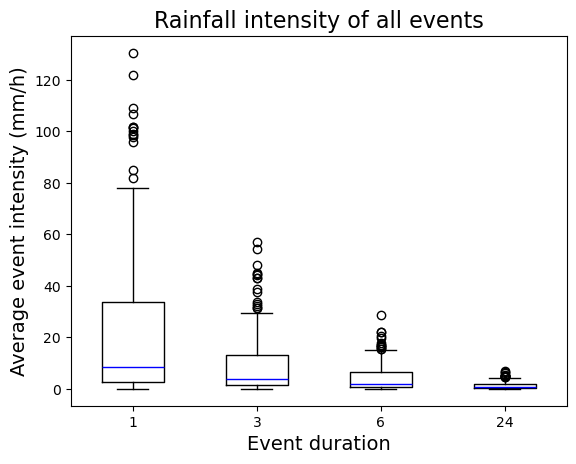 Rainfall intensity of all events
Average event intensity (mm/h)
120
100
80
60
40
20
0
1 3 6 24
Event duration